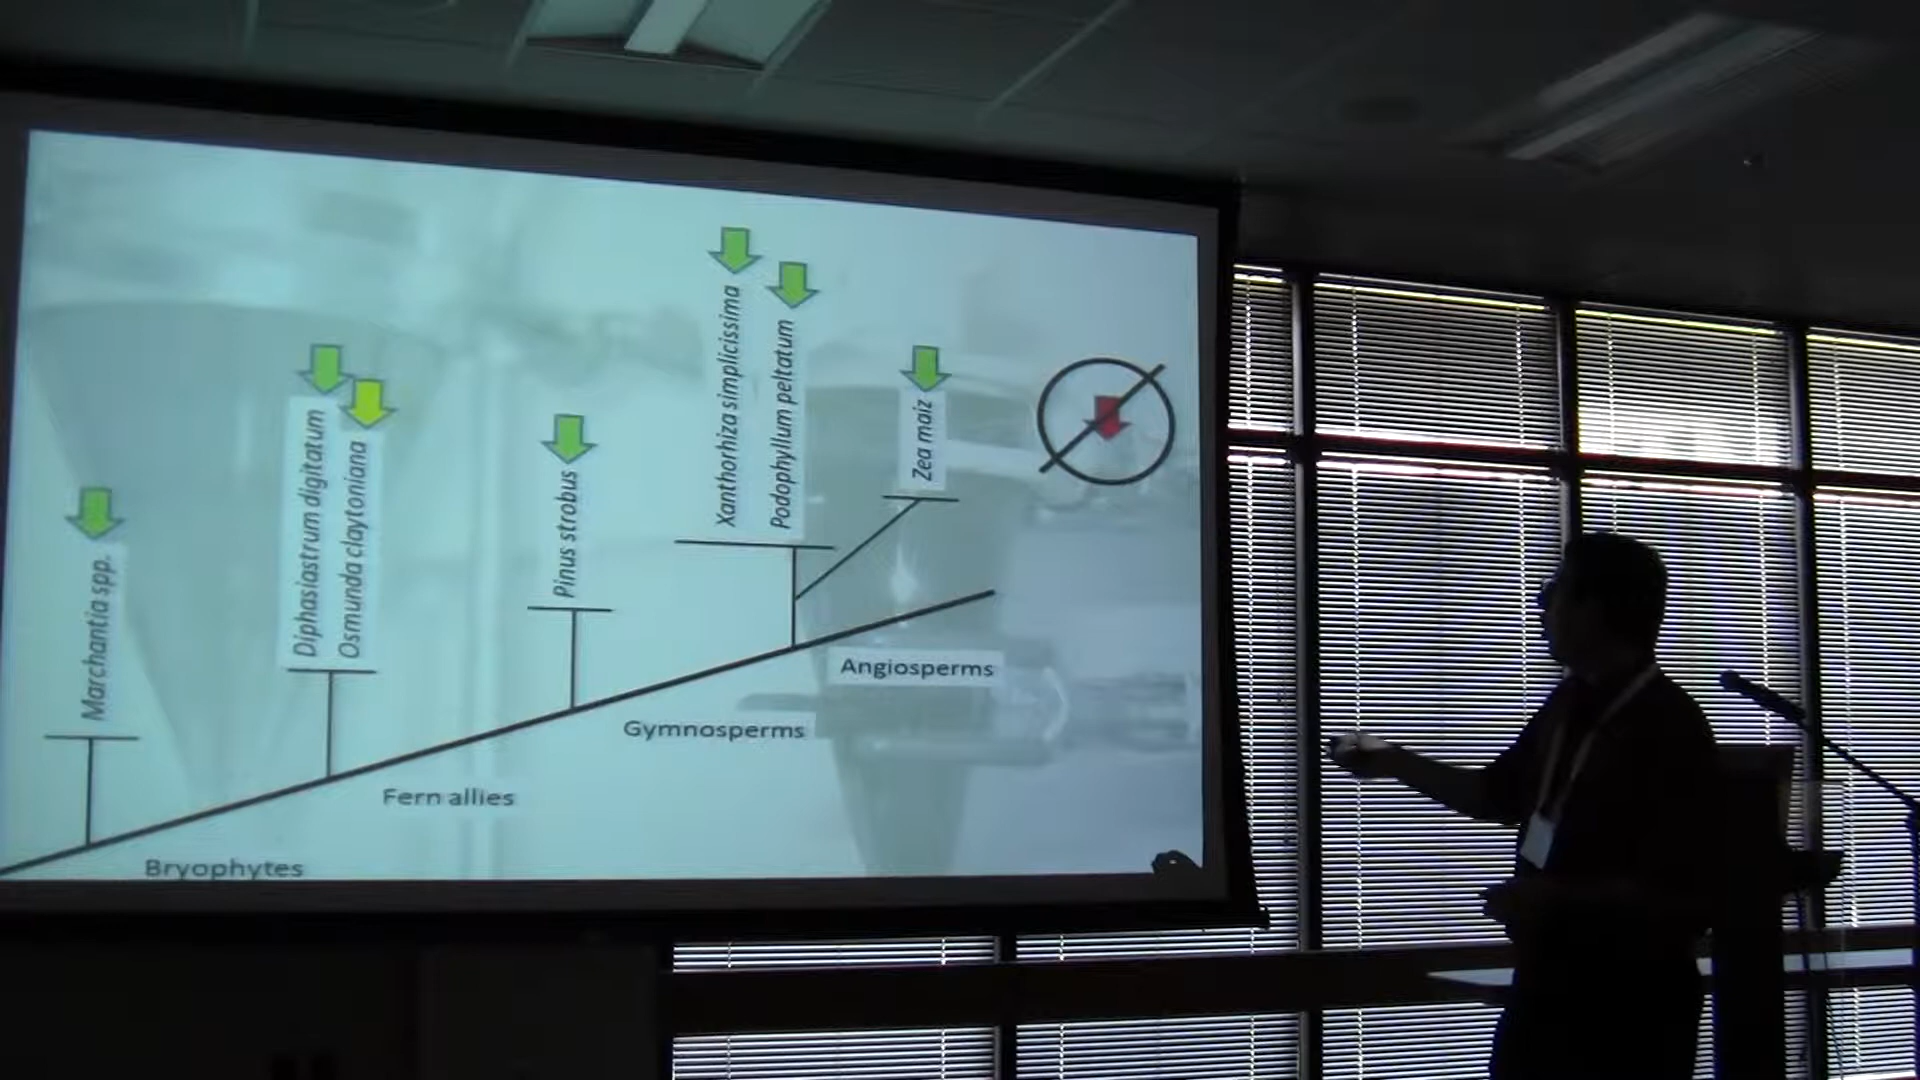 Marchantia spp.
Diphasiastrum digitatum
Osmunda claytoniana
Pinus strobus
Xanthorhiza simplicissima
Podophyllum peltatum
Zea maiz
Bryophytes
Fern allies
Gymnosperms
Angiosperms